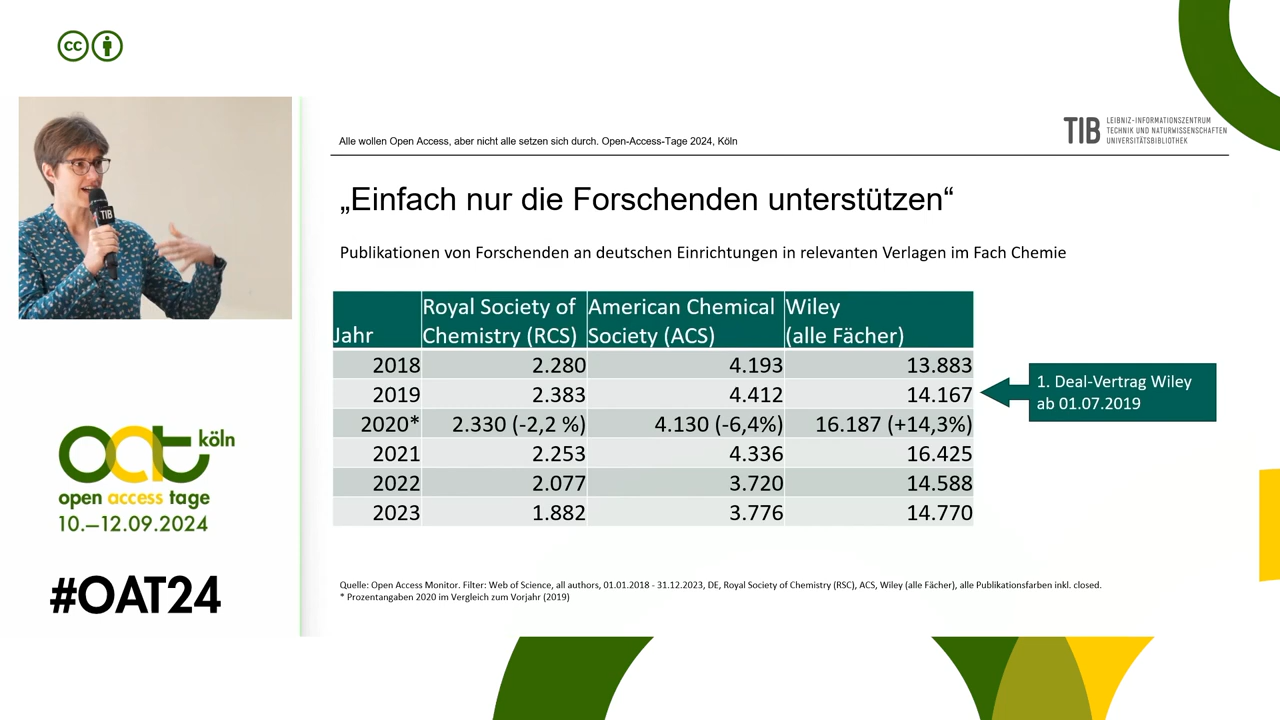 cc
TIB
Alle wollen Open Access, aber nicht alle setzen sich durch. Open-Access-Tage 2024, Köln
TIB
LEIBNIZ-INFORMATIONSZENTRUM
TECHNIK UND NATURWISSENSCHAFTEN
UNIVERSITÄTSBIBLIOTHEK
„Einfach nur die Forschenden unterstützen“
Publikationen von Forschenden an deutschen Einrichtungen in relevanten Verlagen im Fach Chemie
Jahr Royal Society of Chemistry (RCS) American Chemical Society (ACS) Wiley (alle Fächer)
2018 2.280 4.193 13.883
2019 2.383 4.412 14.167
2020* 2.330 (-2,2 %) 4.130 (-6,4%) 16.187 (+14,3%)
2021 2.253 4.336 16.425
2022 2.077 3.720 14.588
2023 1.882 3.776 14.770
1. Deal-Vertrag Wiley
ab 01.07.2019
Quelle: Open Access Monitor. Filter: Web of Science, all authors, 01.01.2018 - 31.12.2023, DE, Royal Society of Chemistry (RSC), ACS, Wiley (alle Fächer), alle Publikationsfarben inkl. closed.
* Prozentangaben 2020 im Vergleich zum Vorjahr (2019)
oat köln
open access tage
10.–12.09.2024
#OAT24